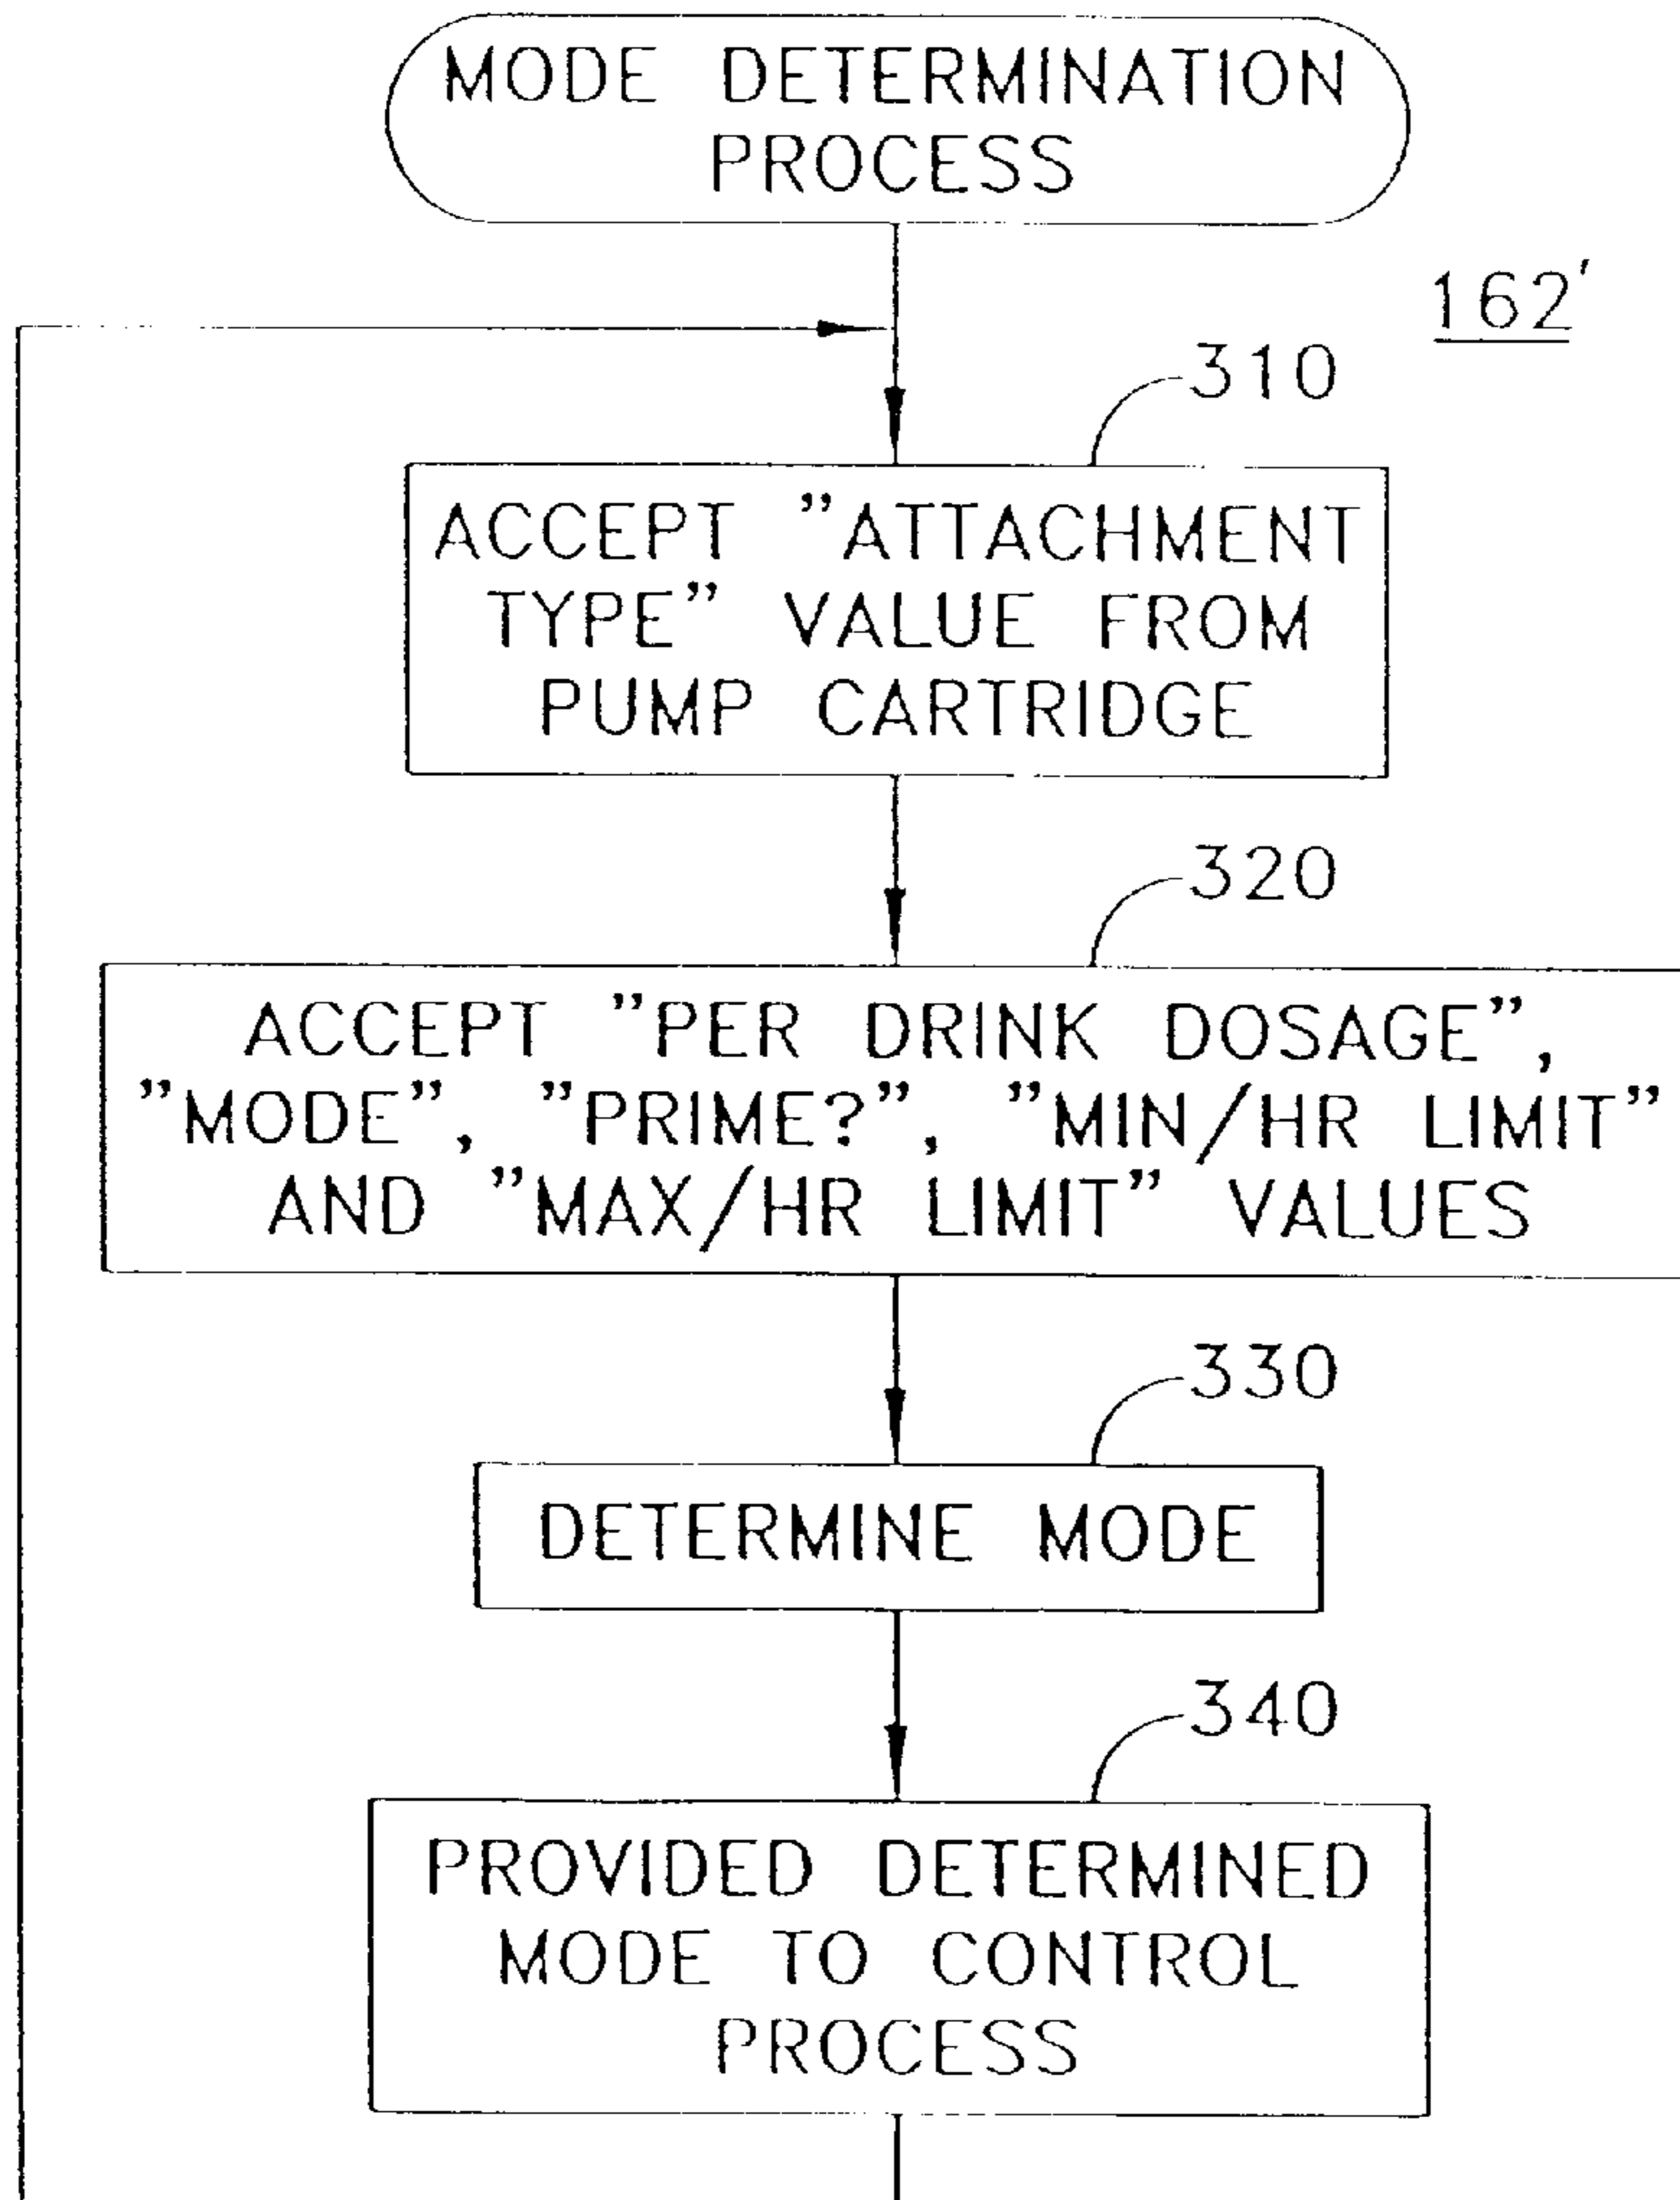 MODE DETERMINATION
PROCESS
162'
310
ACCEPT "ATTACHMENT
TYPE" VALUE FROM
PUMP CARTRIDGE
320
ACCEPT "PER DRINK DOSAGE",
"MODE", "PRIME?", "MIN/HR LIMIT"
AND "MAX/HR LIMIT" VALUES
330
DETERMINE MODE
340
PROVIDED DETERMINED
MODE TO CONTROL
PROCESS